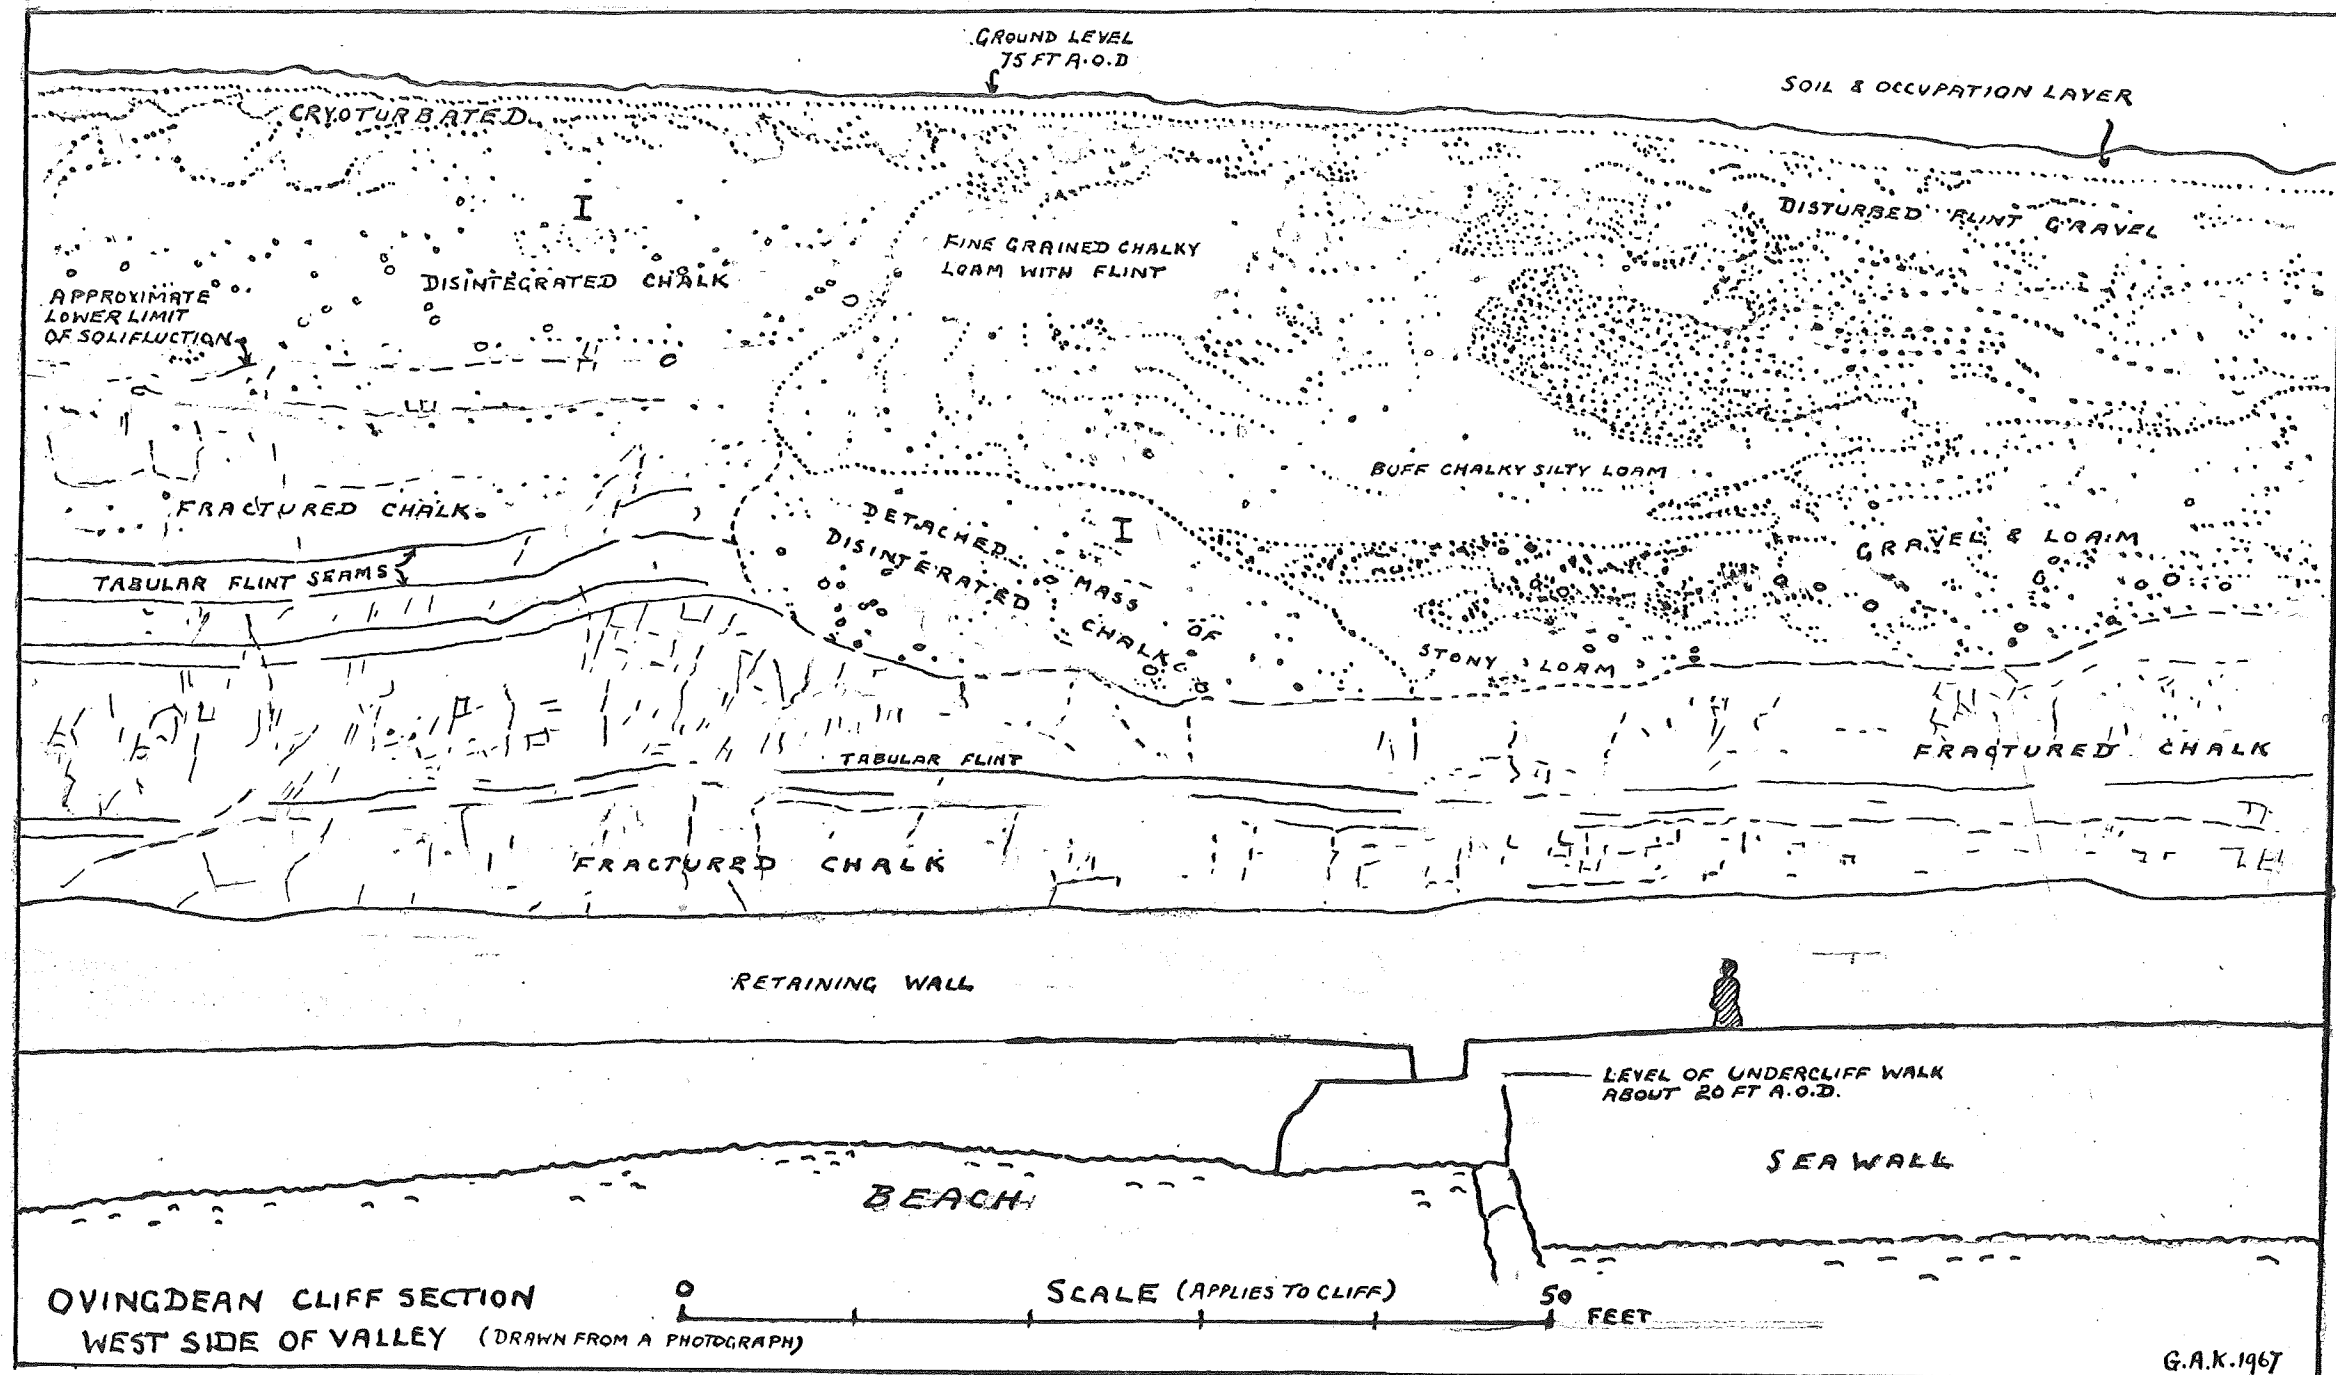 GROUND LEVEL
75 FT A.O.D
SOIL & OCCUPATION LAYER
CRYOTURBATED
I
DISTURBED FLINT GRAVEL
FINE GRAINED CHALKY
LOAM WITH FLINT
DISINTEGRATED CHALK
APPROXIMATE
LOWER LIMIT
OF SOLIFLUCTION
BUFF CHALKY SILTY LOAM
FRACTURED CHALK
DETACHED MASS OF
DISINTERATED CHALK
I
GRAVEL & LOAM
TABULAR FLINT SEAMS
STONY LOAM
FRACTURED CHALK
TABULAR FLINT
FRACTURED CHALK
RETAINING WALL
LEVEL OF UNDERCLIFF WALK
ABOUT 20 FT A.O.D.
SEA WALL
BEACH
OVINGDEAN CLIFF SECTION
WEST SIDE OF VALLEY (DRAWN FROM A PHOTOGRAPH)
0 SCALE (APPLIES TO CLIFF) 50
FEET
G.A.K. 1967